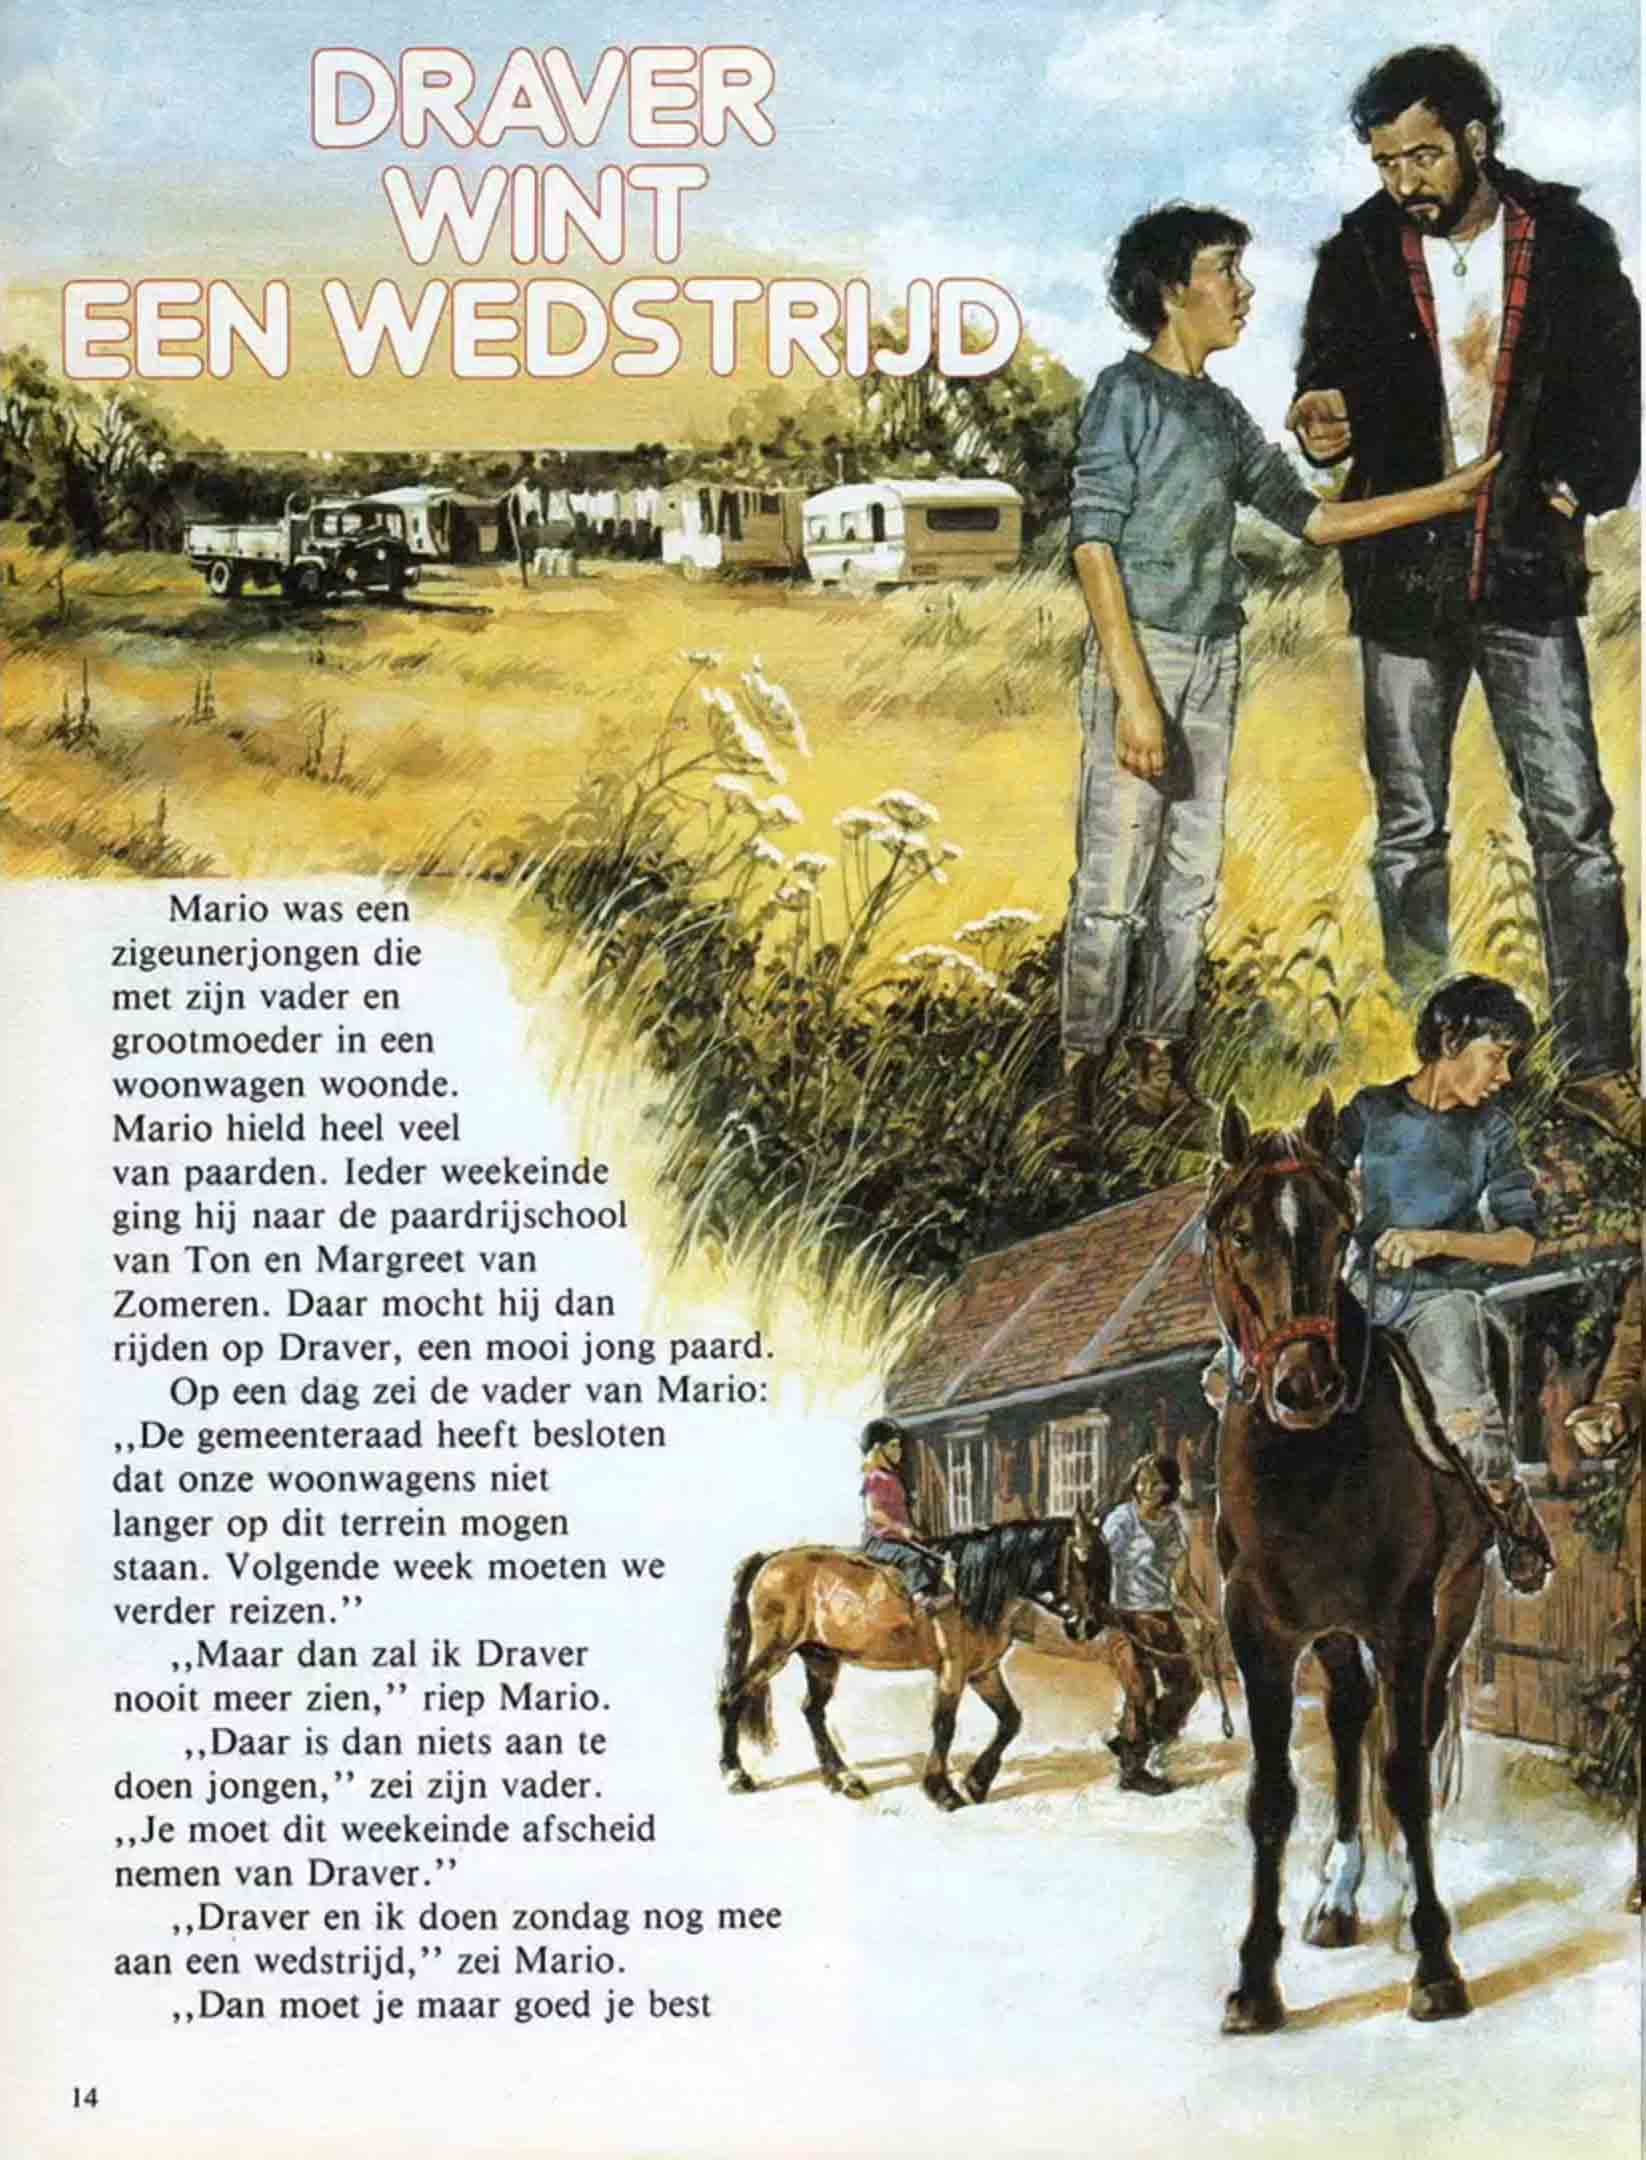 DRAVER
WINT
EEN WEDSTRIJD
Mario was een
zigeunerjongen die
met zijn vader en
grootmoeder in een
woonwagen woonde.
Mario hield heel veel
van paarden. Ieder weekeinde
ging hij naar de paardrijschool
van Ton en Margreet van
Zomeren. Daar mocht hij dan
rijden op Draver, een mooi jong paard.
Op een dag zei de vader van Mario:
,,De gemeenteraad heeft besloten
dat onze woonwagens niet
langer op dit terrein mogen
staan. Volgende week moeten we
verder reizen.’’
,,Maar dan zal ik Draver
nooit meer zien,’’ riep Mario.
,,Daar is dan niets aan te
doen jongen,’’ zei zijn vader.
,,Je moet dit weekeinde afscheid
nemen van Draver.’’
,,Draver en ik doen zondag nog mee
aan een wedstrijd,’’ zei Mario.
,,Dan moet je maar goed je best
14